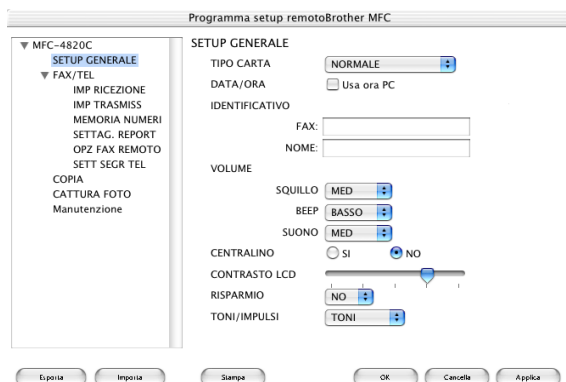 Programma setup remotoBrother MFC
MFC-4820C
SETUP GENERALE
FAX/TEL
IMP RICEZIONE
IMP TRASMISS
MEMORIA NUMERI
SETTAG. REPORT
OPZ FAX REMOTO
SETT SEGR TEL
COPIA
CATTURA FOTO
Manutenzione
SETUP GENERALE
TIPO CARTA NORMALE
DATA/ORA Usa ora PC
IDENTIFICATIVO
FAX:
NOME:
VOLUME
SQUILLO MED
BEEP BASSO
SUONO MED
CENTRALINO SI NO
CONTRASTO LCD
RISPARMIO NO
TONI/IMPULSI TONI
Esporta Importa Stampa OK Cancella Applica